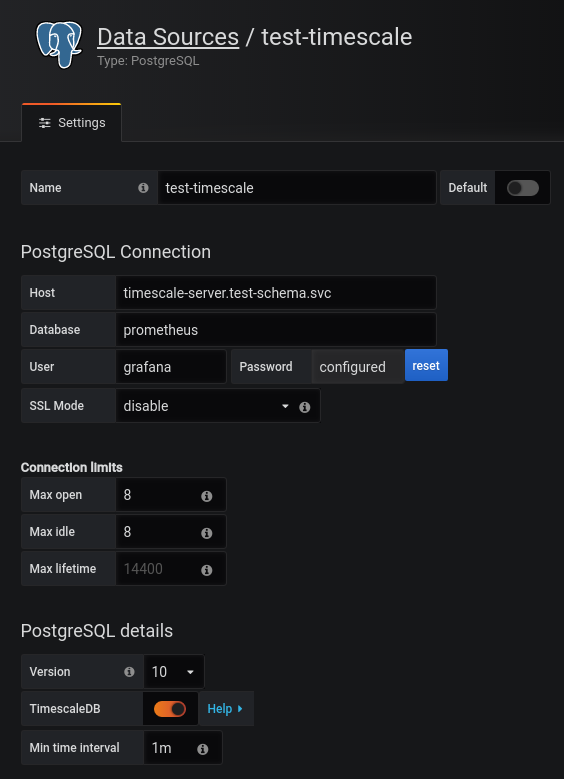 Data Sources / test-timescale
Type: PostgreSQL
Settings
Name test-timescale Default
PostgreSQL Connection
Host timescale-server.test-schema.svc
Database prometheus
User grafana Password configured reset
SSL Mode disable
Connection limits
Max open 8
Max idle 8
Max lifetime 14400
PostgreSQL details
Version 10
TimescaleDB Help
Min time interval 1m